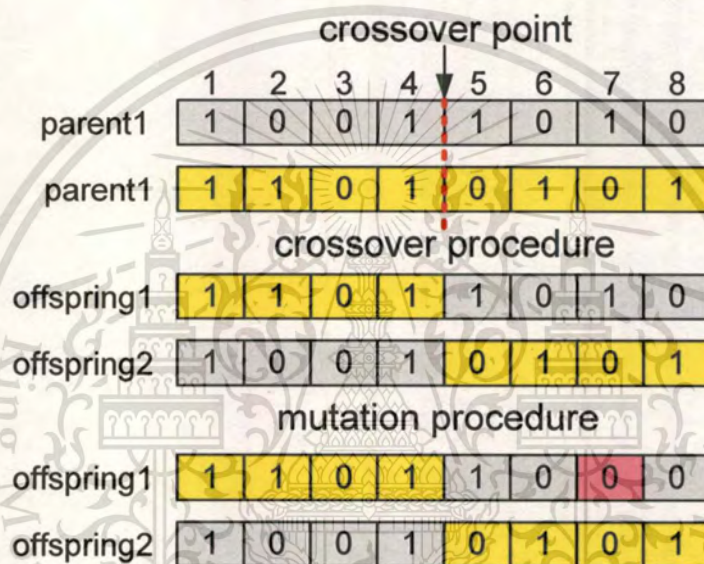 crossover point
1 2 3 4 5 6 7 8
parent1 1 0 0 1 1 0 1 0
parent1 1 1 0 1 0 1 0 1
crossover procedure
offspring1 1 1 0 1 1 0 1 0
offspring2 1 0 0 1 0 1 0 1
mutation procedure
offspring1 1 1 0 1 1 0 0 0
offspring2 1 0 0 1 0 1 0 1